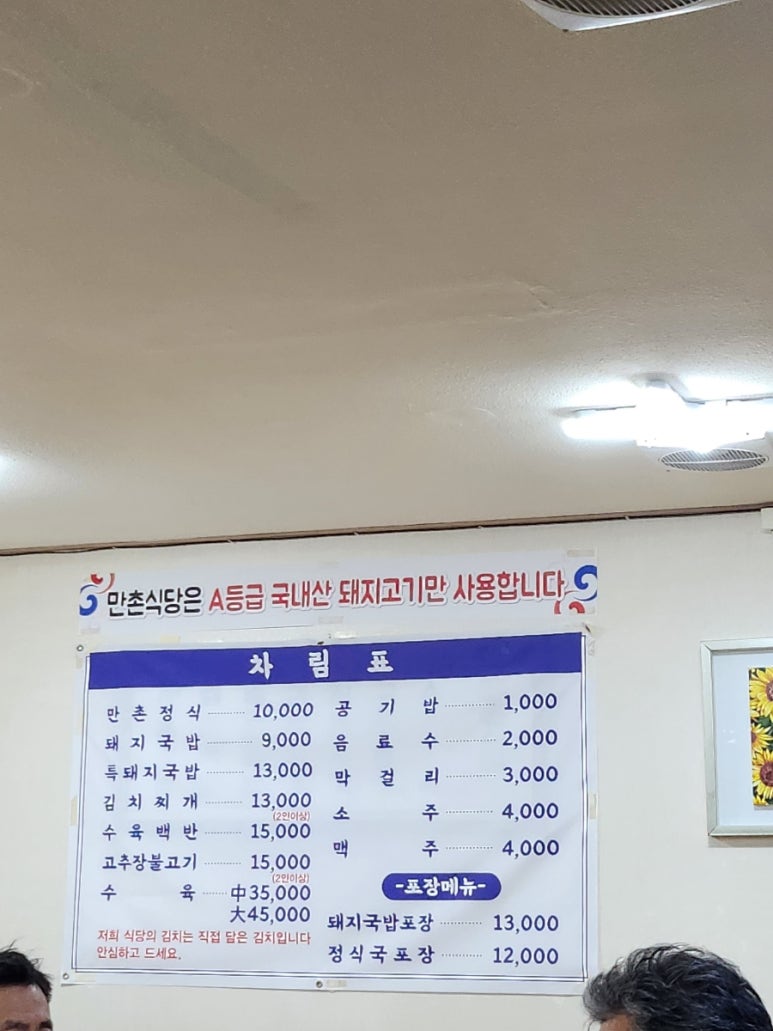 만촌식당은 A등급 국내산 돼지고기만 사용합니다
차림표
만촌정식 ········· 10,000
돼지국밥 ········· 9,000
특돼지국밥 ········ 13,000
김치찌개 ········· 13,000
(2인이상)
수육백반 ········· 15,000
고추장불고기 ········ 15,000
(2인이상)
수육 ······· 中35,000
大45,000
저희 식당의 김치는 직접 담은 김치입니다
안심하고 드세요.
공기밥 ············ 1,000
음료수 ············ 2,000
막걸리 ············ 3,000
소주 ············ 4,000
맥주 ············ 4,000
-포장메뉴-
돼지국밥포장 ·········· 13,000
정식국포장 ·········· 12,000